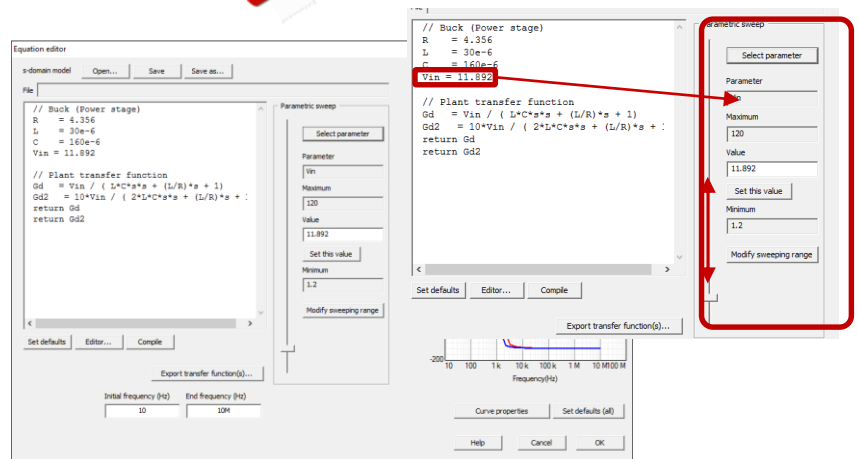 Equation editor
s-domain model
Open...
Save
Save as...
File
// Buck (Power stage)
R = 4.356
L = 30e-6
C = 160e-6
Vin = 11.892
// Plant transfer function
Gd = Vin / ( L*C*s*s + (L/R)*s + 1)
Gd2 = 10*Vin / ( 2*L*C*s*s + (L/R)*s + :
return Gd
return Gd2
Set defaults
Editor...
Compile
Export transfer function(s)...
Initial frequency (Hz)
End frequency (Hz)
10
10M
Parametric sweep
Select parameter
Parameter
Vin
Maximum
120
Value
11.892
Set this value
Minimum
1.2
Modify sweeping range
// Buck (Power stage)
R = 4.356
L = 30e-6
C = 160e-6
Vin = 11.892
// Plant transfer function
Gd = Vin / ( L*C*s*s + (L/R)*s + 1)
Gd2 = 10*Vin / ( 2*L*C*s*s + (L/R)*s + :
return Gd
return Gd2
Set defaults
Editor...
Compile
Export transfer function(s)...
Parametric sweep
Select parameter
Parameter
Vin
Maximum
120
Value
11.892
Set this value
Minimum
1.2
Modify sweeping range
-200
10 100 1 k 10 k 100 k 1 M 10 M 100 M
Frequency(Hz)
Curve properties
Set defaults (all)
Help
Cancel
OK